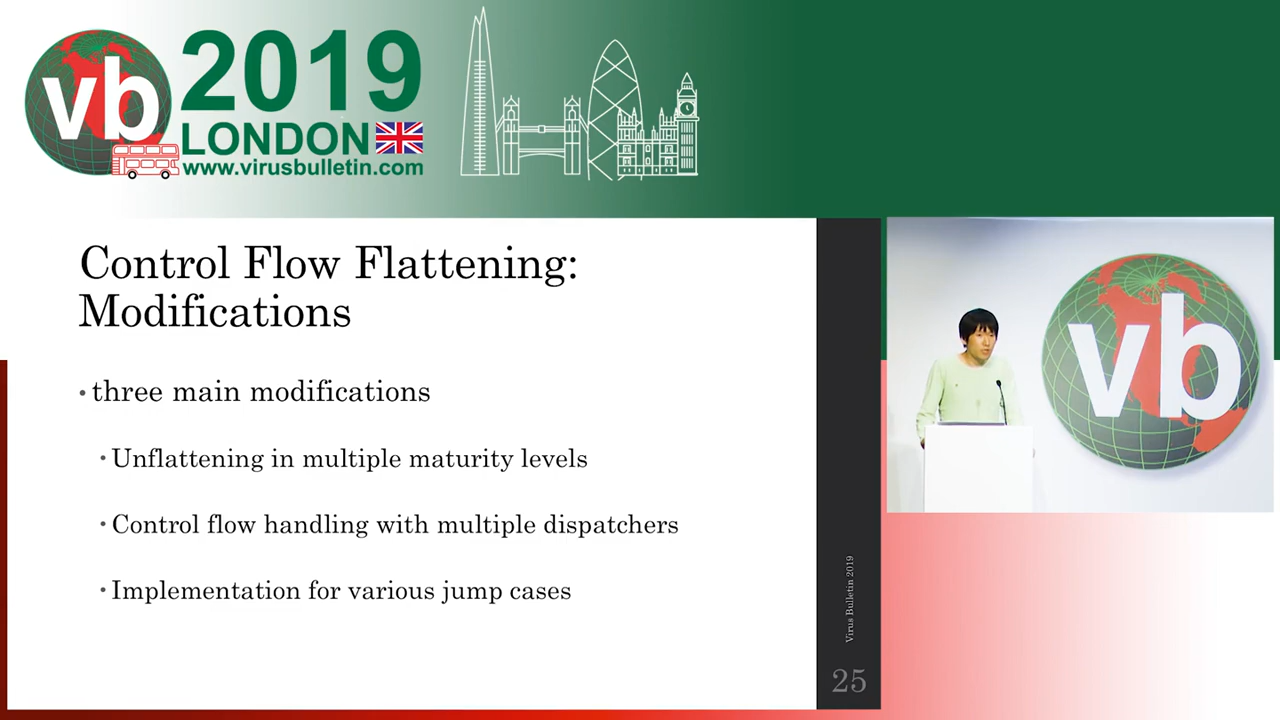 vb
2019
LONDON
www.virusbulletin.com
Control Flow Flattening:
Modifications
• three main modifications
• Unflattening in multiple maturity levels
• Control flow handling with multiple dispatchers
• Implementation for various jump cases
Virus Bulletin 2019
25
vb